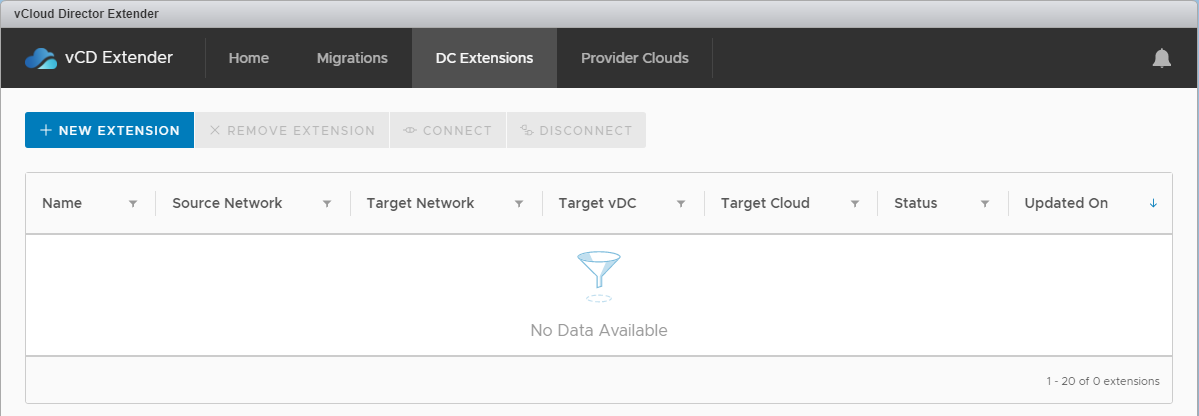 vCloud Director Extender
vCD Extender Home Migrations DC Extensions Provider Clouds
NEW EXTENSION REMOVE EXTENSION CONNECT DISCONNECT
Name Source Network Target Network Target vDC Target Cloud Status Updated On
No Data Available
1 - 20 of 0 extensions